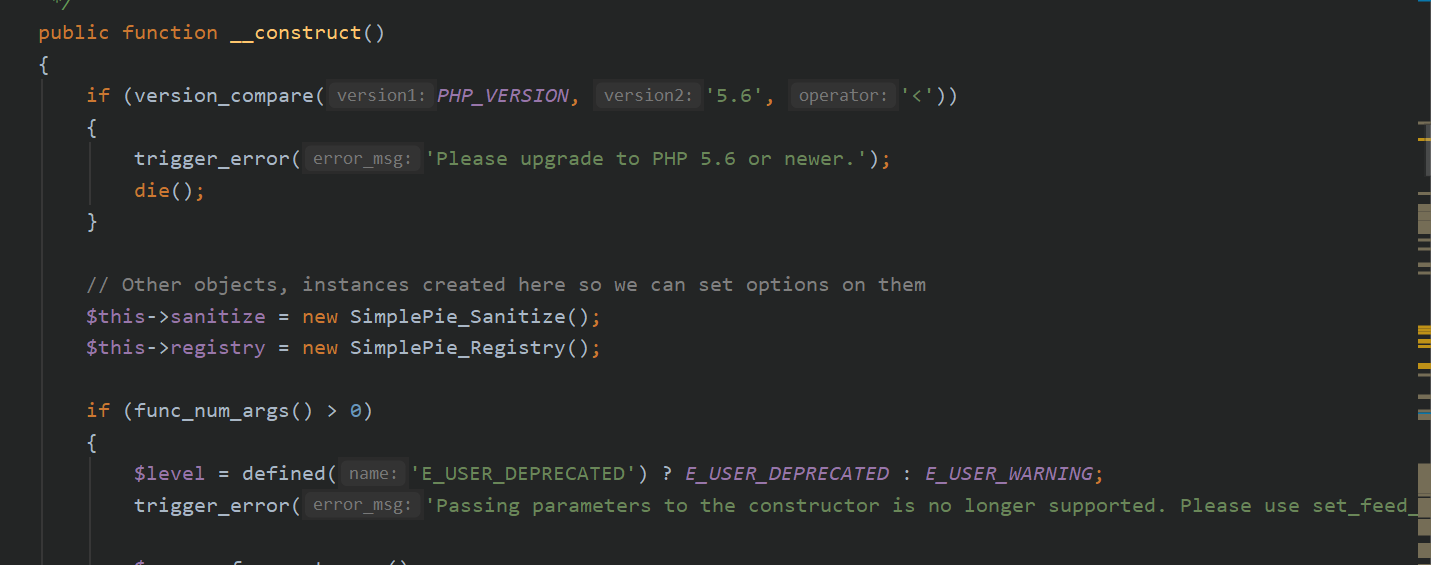 */
public function __construct()
{
if (version_compare( version1: PHP_VERSION, version2: '5.6', operator: '<'))
{
trigger_error( error_msg: 'Please upgrade to PHP 5.6 or newer.');
die();
}
// Other objects, instances created here so we can set options on them
$this->sanitize = new SimplePie_Sanitize();
$this->registry = new SimplePie_Registry();
if (func_num_args() > 0)
{
$level = defined( name: 'E_USER_DEPRECATED') ? E_USER_DEPRECATED : E_USER_WARNING;
trigger_error( error_msg: 'Passing parameters to the constructor is no longer supported. Please use set_feed_